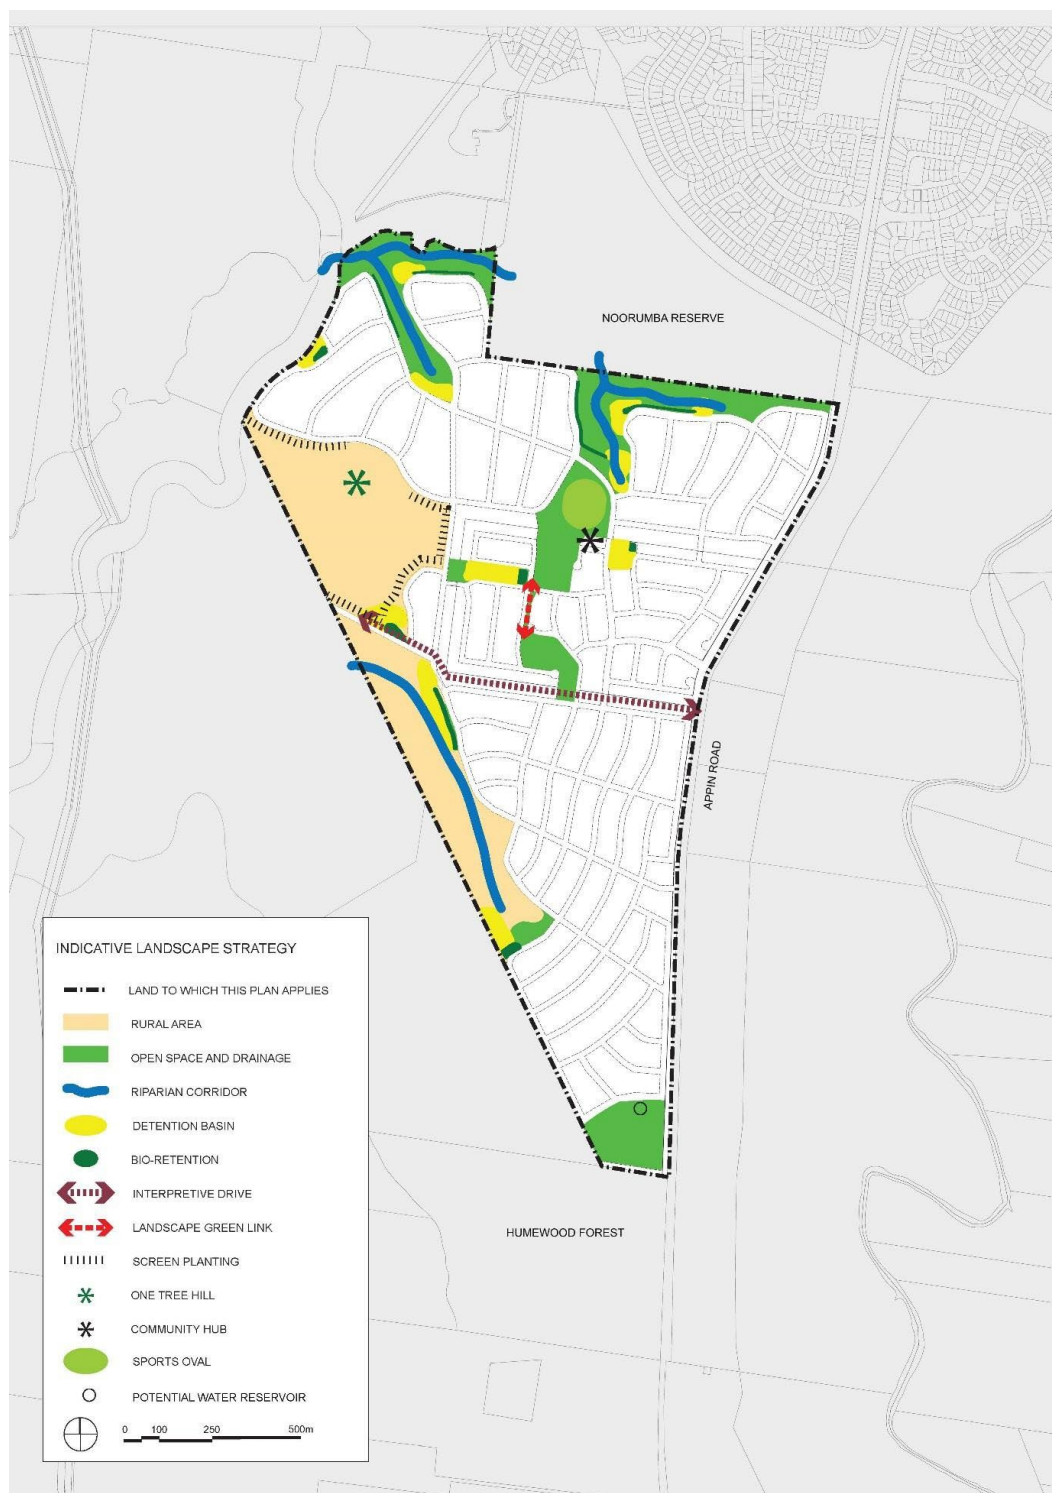 NOORUMBA RESERVE
APPIN ROAD
HUMEWOOD FOREST
INDICATIVE LANDSCAPE STRATEGY
LAND TO WHICH THIS PLAN APPLIES
RURAL AREA
OPEN SPACE AND DRAINAGE
RIPARIAN CORRIDOR
DETENTION BASIN
BIO-RETENTION
INTERPRETIVE DRIVE
LANDSCAPE GREEN LINK
SCREEN PLANTING
ONE TREE HILL
COMMUNITY HUB
SPORTS OVAL
POTENTIAL WATER RESERVOIR
0 100 250 500m